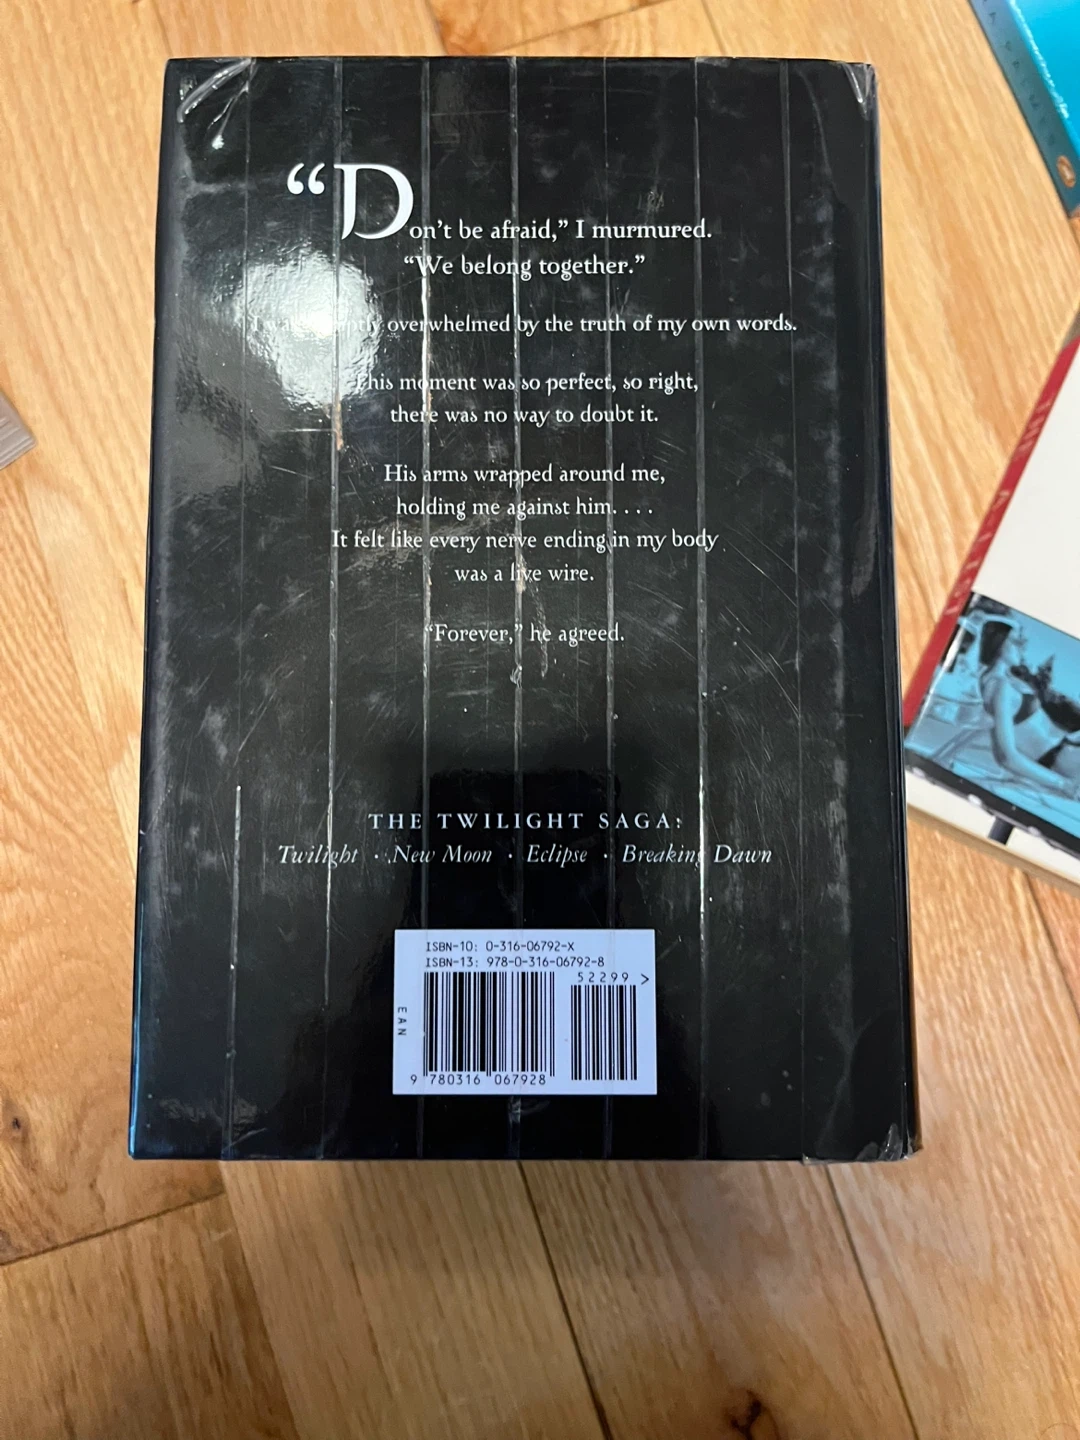 “Don’t be afraid,” I murmured.
“We belong together.”
I was overwhelmed by the truth of my own words.
This moment was so perfect, so right,
there was no way to doubt it.
His arms wrapped around me,
holding me against him. . . .
It felt like every nerve ending in my body
was a live wire.
“Forever,” he agreed.
THE TWILIGHT SAGA:
Twilight · New Moon · Eclipse · Breaking Dawn
ISBN-10: 0-316-06792-X
ISBN-13: 978-0-316-06792-8
52299 >
EAN
9 780316 067928